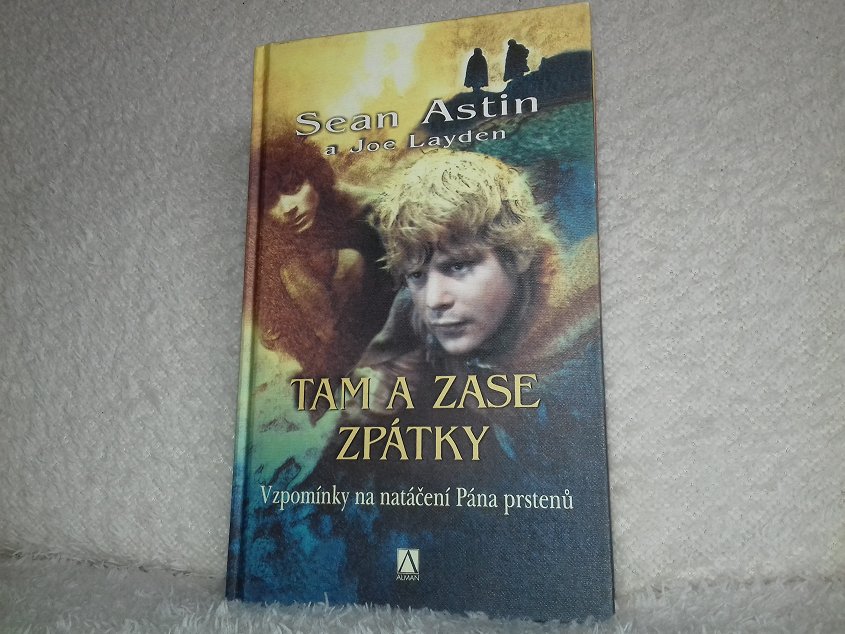 Sean Astin
a Joe Layden
TAM A ZASE
ZPÁTKY
Vzpomínky na natáčení Pána prstenů
ALMAN